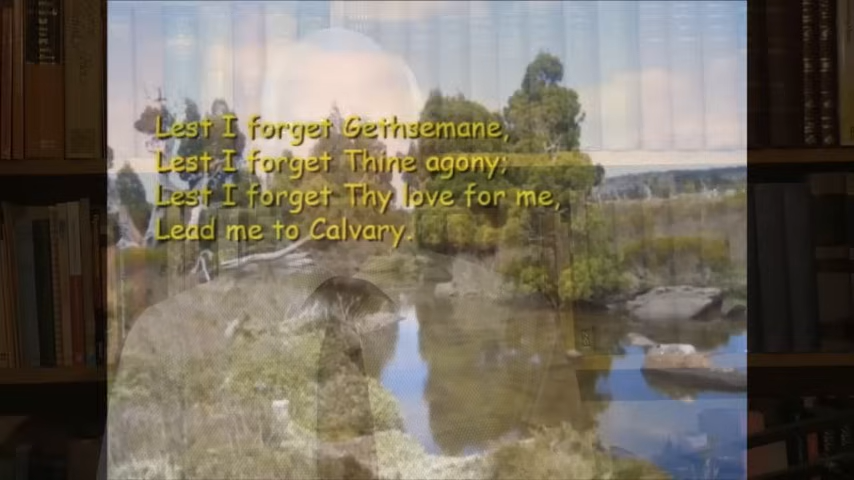 Lest I forget Gethsemane,
Lest I forget Thine agony;
Lest I forget Thy love for me,
Lead me to Calvary.